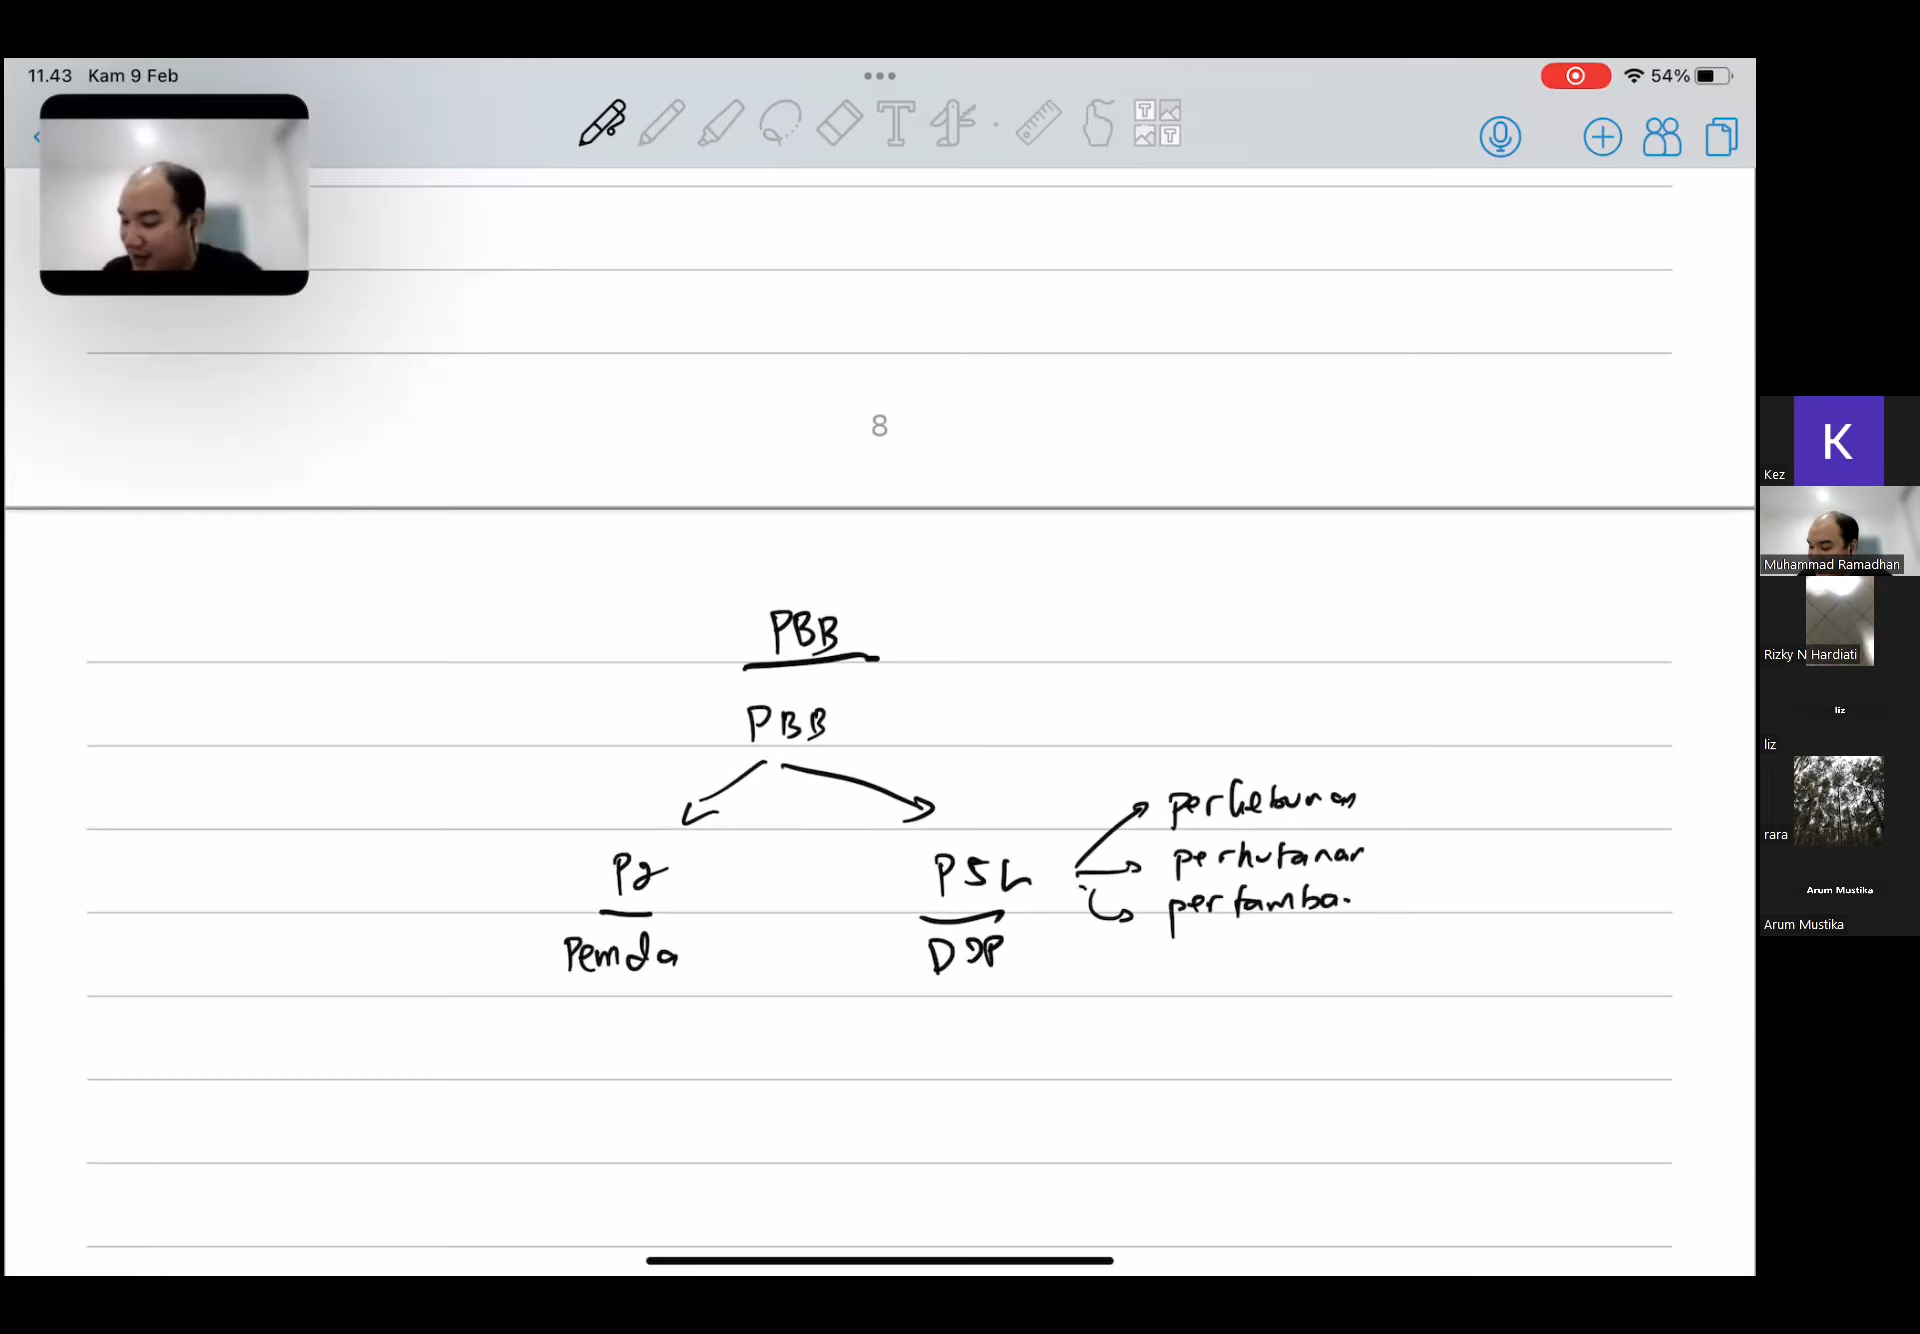 11.43 Kam 9 Feb
54%
8
PBB
PBB
P2
P5L
perkebunan
perhutanan
pertamba.
Pemda
DJP
K
Kez
Muhammad Ramadhan
Rizky N Hardiati
liz
liz
rara
Arum Mustika
Arum Mustika